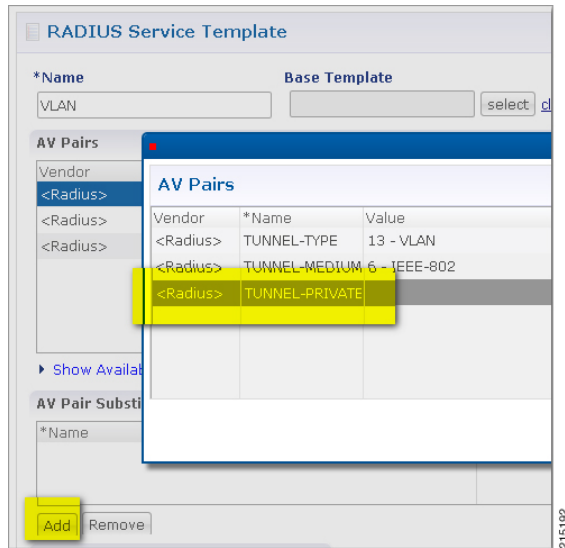 RADIUS Service Template
*Name Base Template
VLAN select cl
AV Pairs
Vendor
<Radius>
<Radius>
<Radius>
AV Pairs
Vendor *Name Value
<Radius> TUNNEL-TYPE 13 - VLAN
<Radius> TUNNEL-MEDIUM 6 - IEEE-802
<Radius> TUNNEL-PRIVATE
Show Availab
AV Pair Substi
*Name
Add Remove
215192